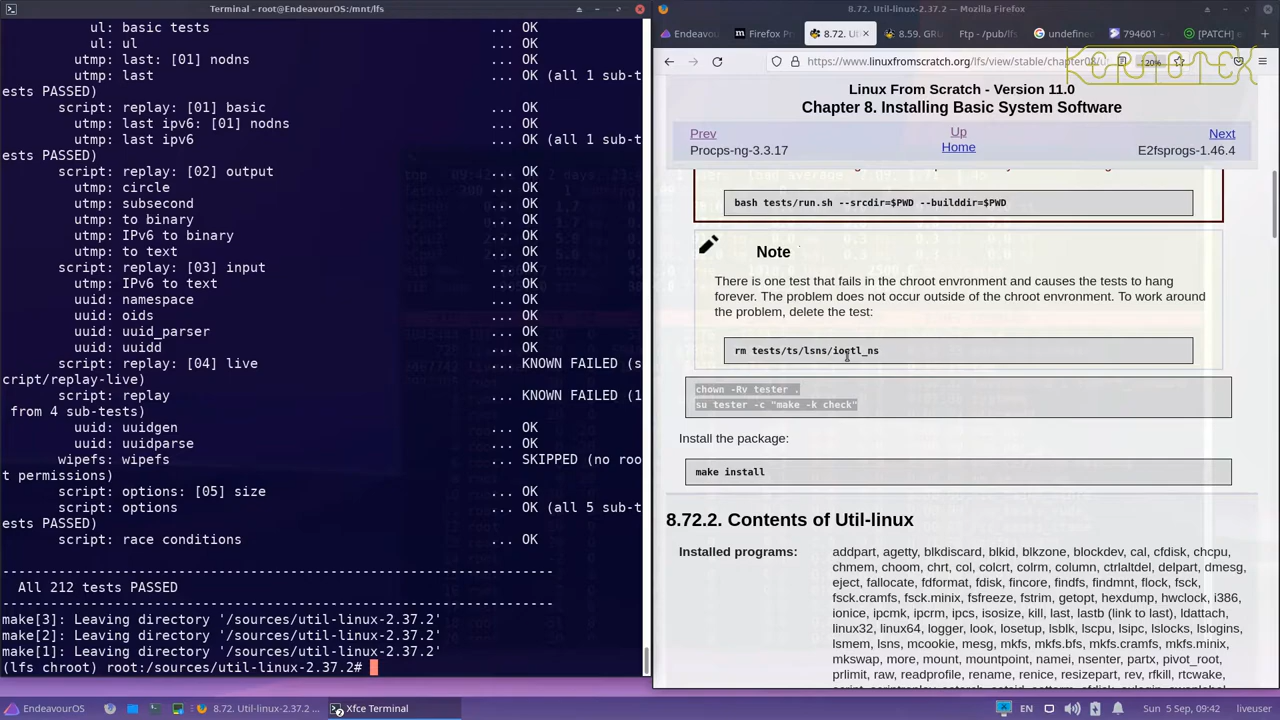 Terminal - root@EndeavourOS:/mnt/lfs
ul: basic tests ... OK
ul: ul ... OK
utmp: last: [01] nodns ... OK
utmp: last ... OK (all 1 sub-t
ests PASSED)
script: replay: [01] basic ... OK
utmp: last ipv6: [01] nodns ... OK
utmp: last ipv6 ... OK (all 1 sub-t
ests PASSED)
script: replay: [02] output ... OK
utmp: circle ... OK
utmp: subsecond ... OK
utmp: to binary ... OK
utmp: IPv6 to binary ... OK
utmp: to text ... OK
script: replay: [03] input ... OK
utmp: IPv6 to text ... OK
uuid: namespace ... OK
uuid: oids ... OK
uuid: uuid_parser ... OK
uuid: uuidd ... OK
script: replay: [04] live ... KNOWN FAILED (s
cript/replay-live)
script: replay ... KNOWN FAILED (1
from 4 sub-tests)
uuid: uuidgen ... OK
uuid: uuidparse ... OK
wipefs: wipefs ... SKIPPED (no roo
t permissions)
script: options: [05] size ... OK
script: options ... OK (all 5 sub-t
ests PASSED)
script: race conditions ... OK
---------------------------------------------------------------------
All 212 tests PASSED
---------------------------------------------------------------------
make[3]: Leaving directory '/sources/util-linux-2.37.2'
make[2]: Leaving directory '/sources/util-linux-2.37.2'
make[1]: Leaving directory '/sources/util-linux-2.37.2'
(lfs chroot) root:/sources/util-linux-2.37.2#
8.72. Util-linux-2.37.2 — Mozilla Firefox
Endeavou
Firefox Pr
8.72. Ut
8.59. GRU
Ftp - /pub/lfs
undefine
794601 -
[PATCH] e
https://www.linuxfromscratch.org/lfs/view/stable/chapter08/u
120%
Linux From Scratch - Version 11.0
Chapter 8. Installing Basic System Software
Prev Up Next
Procps-ng-3.3.17 Home E2fsprogs-1.46.4
bash tests/run.sh --srcdir=$PWD --builddir=$PWD
Note
There is one test that fails in the chroot envronment and causes the tests to hang
forever. The problem does not occur outside of the chroot envronment. To work around
the problem, delete the test:
rm tests/ts/lsns/ioctl_ns
chown -Rv tester .
su tester -c "make -k check"
Install the package:
make install
8.72.2. Contents of Util-linux
Installed programs: addpart, agetty, blkdiscard, blkid, blkzone, blockdev, cal, cfdisk, chcpu,
chmem, choom, chrt, col, colcrt, colrm, column, ctrlaltdel, delpart, dmesg,
eject, fallocate, fdformat, fdisk, fincore, findfs, findmnt, flock, fsck,
fsck.cramfs, fsck.minix, fsfreeze, fstrim, getopt, hexdump, hwclock, i386,
ionice, ipcmk, ipcrm, ipcs, isosize, kill, last, lastb (link to last), ldattach,
linux32, linux64, logger, look, losetup, lsblk, lscpu, lsipc, lslocks, lslogins,
lsmem, lsns, mcookie, mesg, mkfs, mkfs.bfs, mkfs.cramfs, mkfs.minix,
mkswap, more, mount, mountpoint, namei, nsenter, partx, pivot_root,
prlimit, raw, readprofile, rename, renice, resizepart, rev, rfkill, rtcwake,
EndeavourOS
8.72. Util-linux-2.37.2 ...
Xfce Terminal
EN
Sunday, 05 Sep, 09:42
liveuser